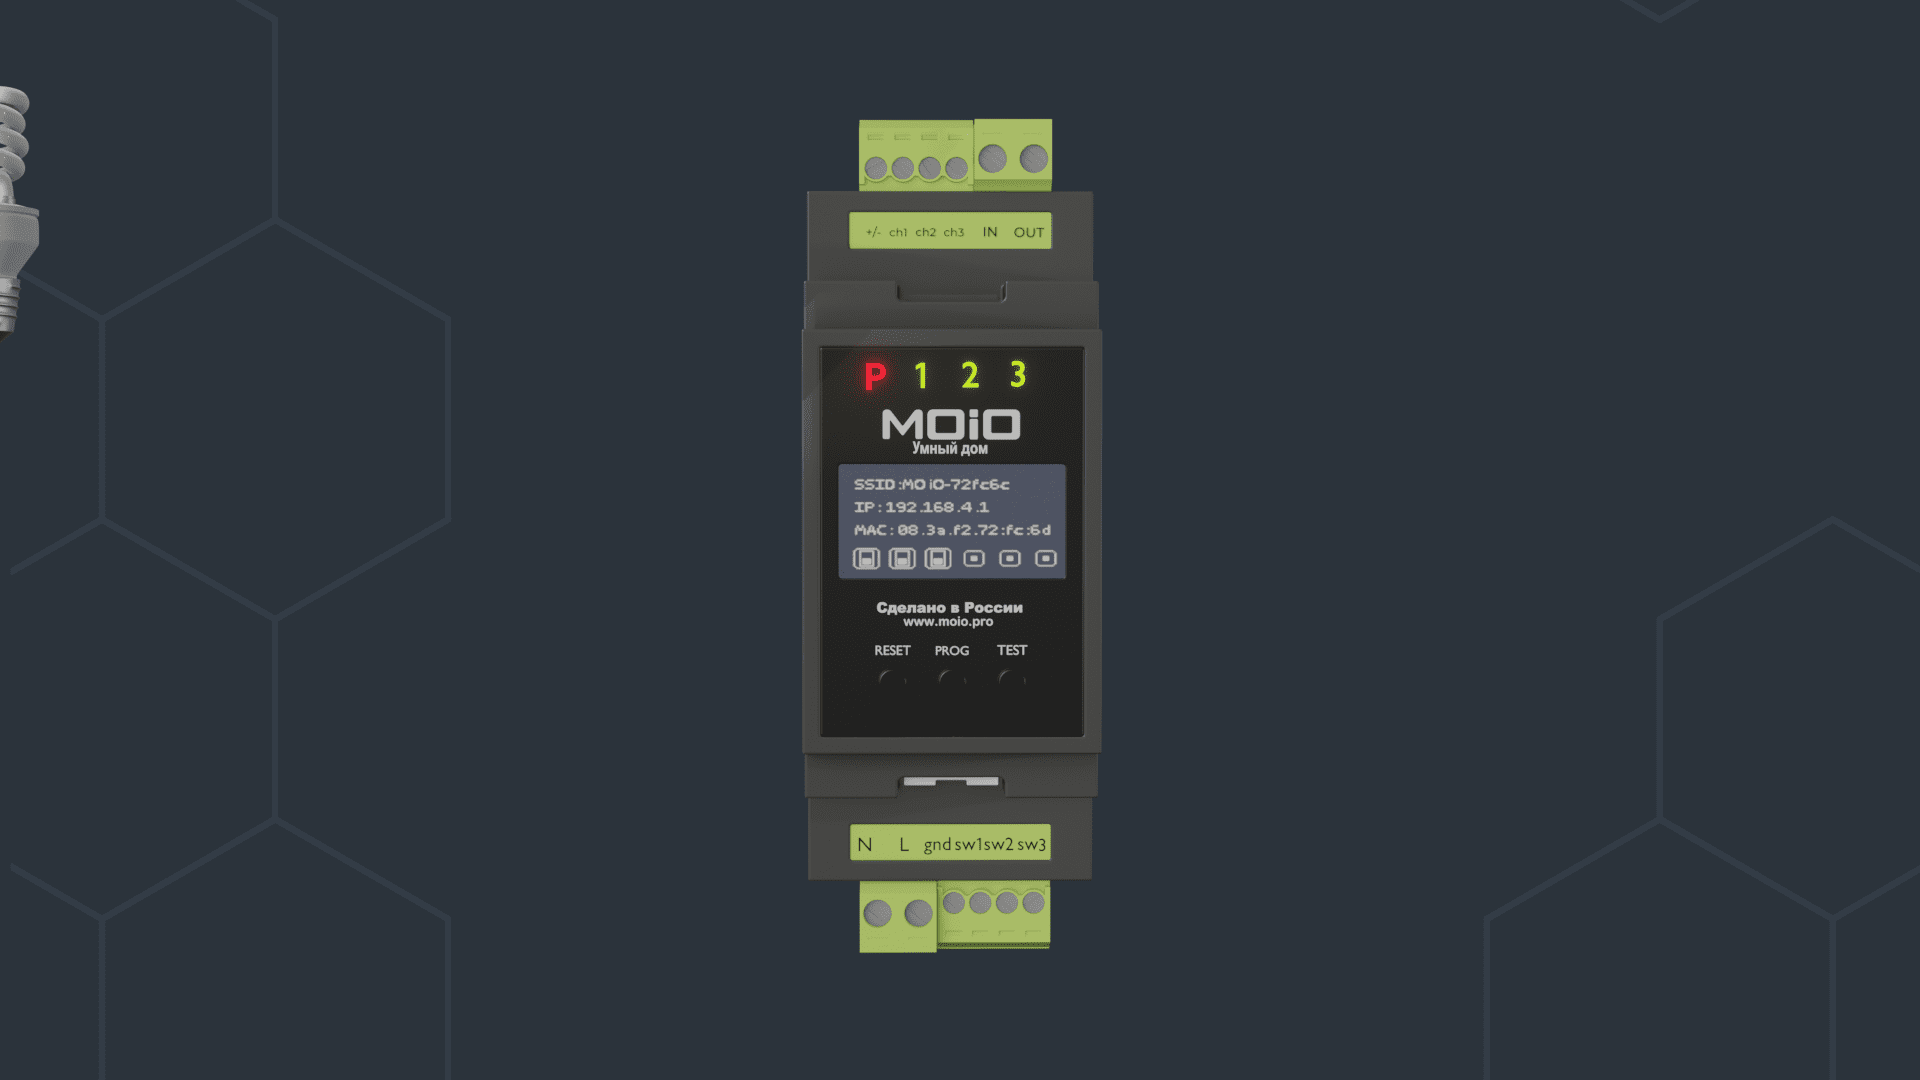 +/- ch1 ch2 ch3 IN OUT
P 1 2 3
MOiO
Умный дом
SSID:MOiO-72fc6c
IP:192.168.4.1
MAC:08.3a.f2.72:fc:6d
Сделано в России
www.moio.pro
RESET PROG TEST
N L gnd sw1 sw2 sw3